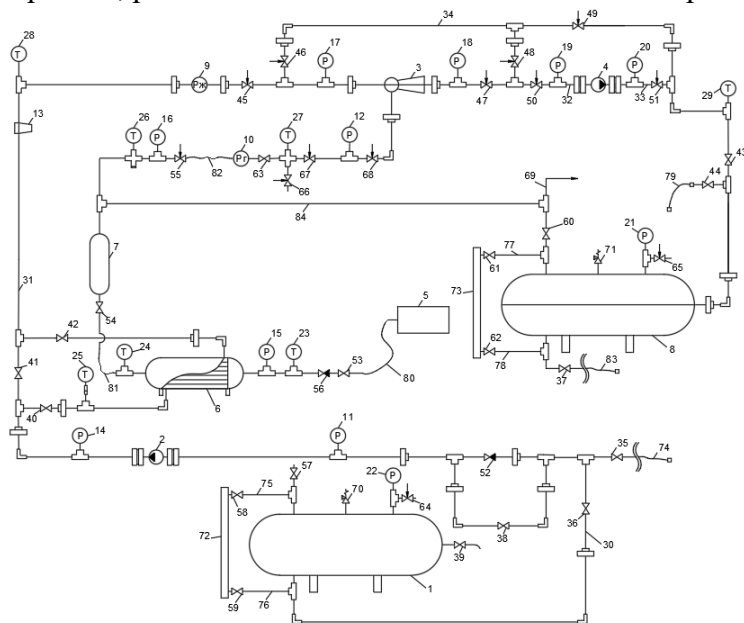 34 49
28 9 46 17 18 48 19 20
T Рж P 3 P P 4 P
45 47 50 32 33 51 29
13 26 16 10 27 12 T
T P Pг T P 43
55 82 63 67 68 69 79 44
66
84 60 21
7 77 71 P
61 65
31 54 5 73
42 24 15 23 62 8
41 25 T P T 53 78 83
T 81 6 56 80 37
40
14 2 11 35 74
P P 52
57 22 36
75 70 P 38
58 64 30
72 39
59 76 1